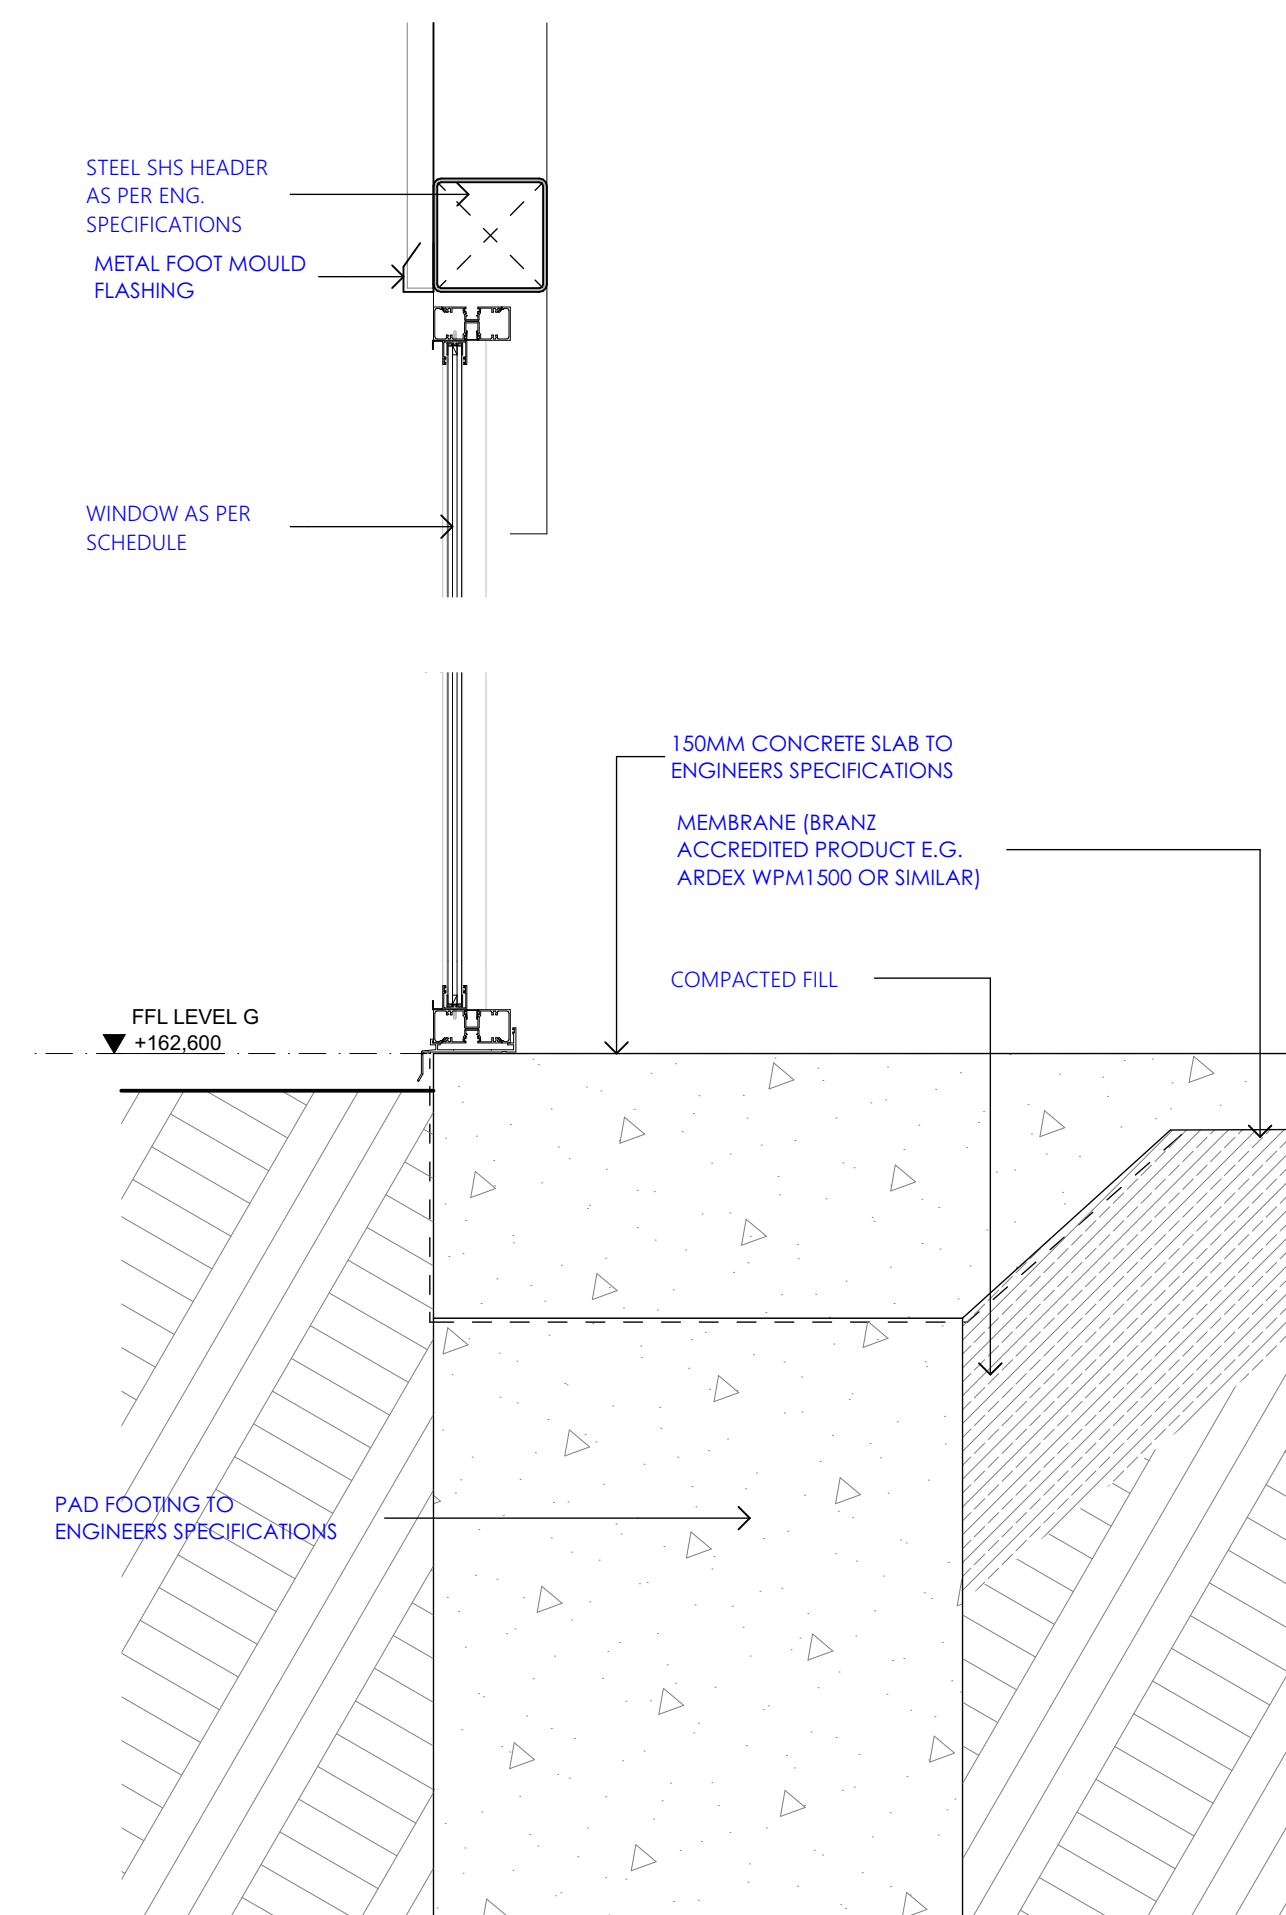 STEEL SHS HEADER
AS PER ENG.
SPECIFICATIONS
METAL FOOT MOULD
FLASHING
WINDOW AS PER
SCHEDULE
150MM CONCRETE SLAB TO
ENGINEERS SPECIFICATIONS
MEMBRANE (BRANZ
ACCREDITED PRODUCT E.G.
ARDEX WPM1500 OR SIMILAR)
COMPACTED FILL
FFL LEVEL G
+162,600
PAD FOOTING TO
ENGINEERS SPECIFICATIONS